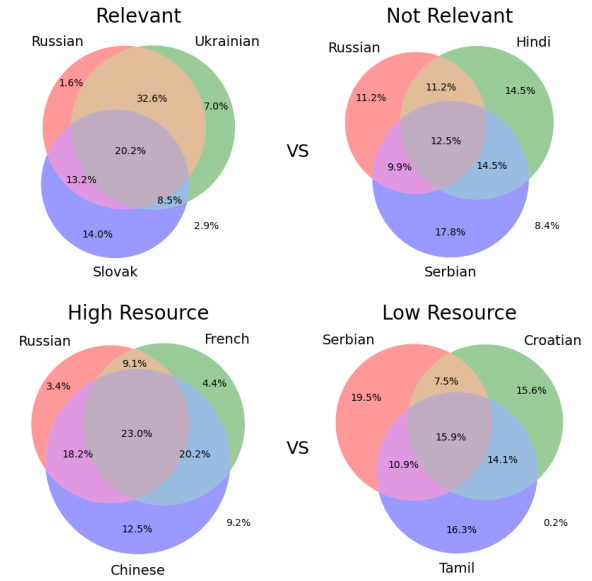 Relevant
Russian
Ukrainian
1.6%
32.6%
7.0%
20.2%
13.2%
8.5%
14.0%
2.9%
Slovak
VS
Not Relevant
Russian
Hindi
11.2%
11.2%
14.5%
12.5%
9.9%
14.5%
17.8%
8.4%
Serbian
High Resource
Russian
French
9.1%
3.4%
4.4%
23.0%
18.2%
20.2%
12.5%
9.2%
Chinese
VS
Low Resource
Serbian
Croatian
7.5%
19.5%
15.6%
15.9%
10.9%
14.1%
16.3%
0.2%
Tamil